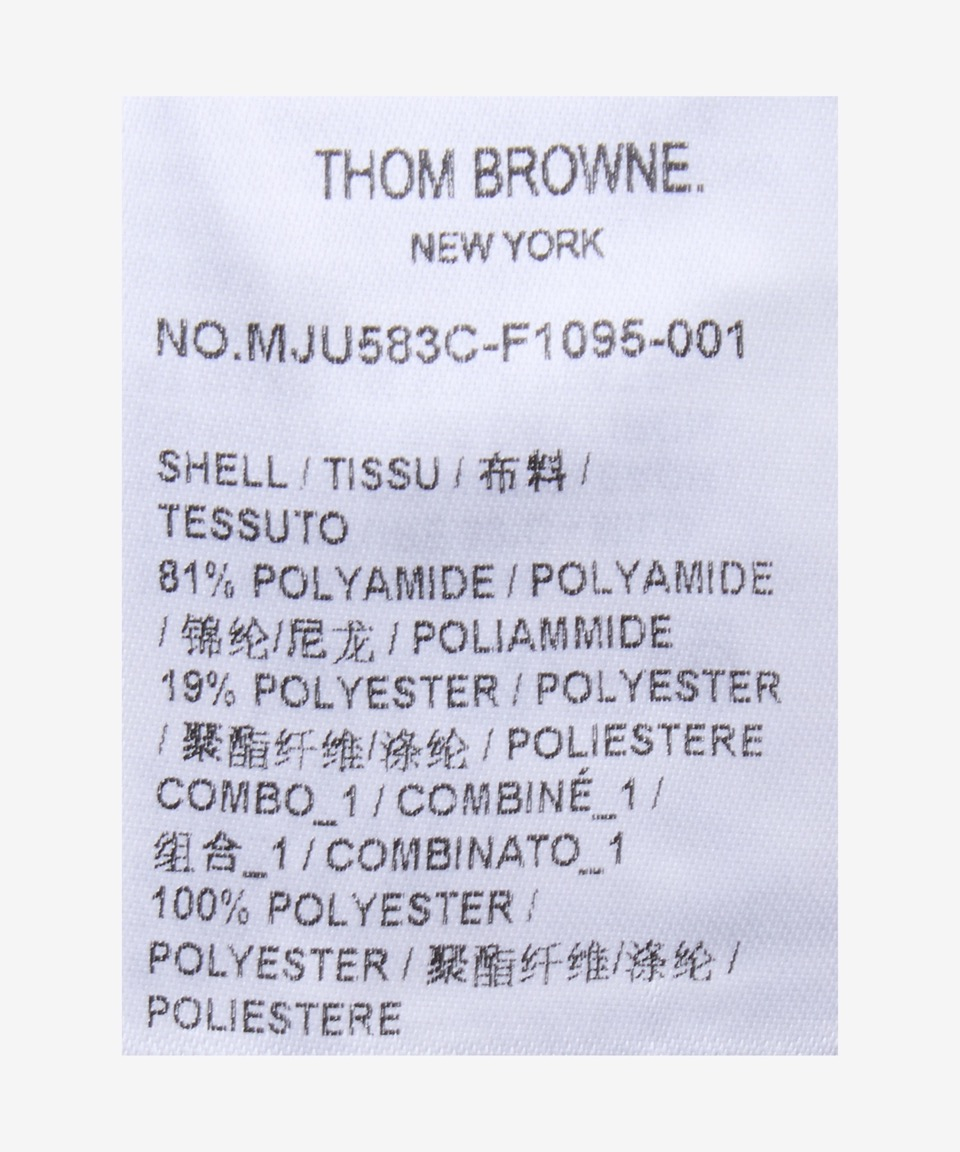 THOM BROWNE.
NEW YORK
NO.MJU583C-F1095-001
SHELL / TISSU / 布料 /
TESSUTO
81% POLYAMIDE / POLYAMIDE
/ 锦纶/尼龙 / POLIAMMIDE
19% POLYESTER / POLYESTER
/ 聚酯纤维/涤纶 / POLIESTERE
COMBO_1 / COMBINÉ_1 /
组合_1 / COMBINATO_1
100% POLYESTER /
POLYESTER / 聚酯纤维/涤纶 /
POLIESTERE